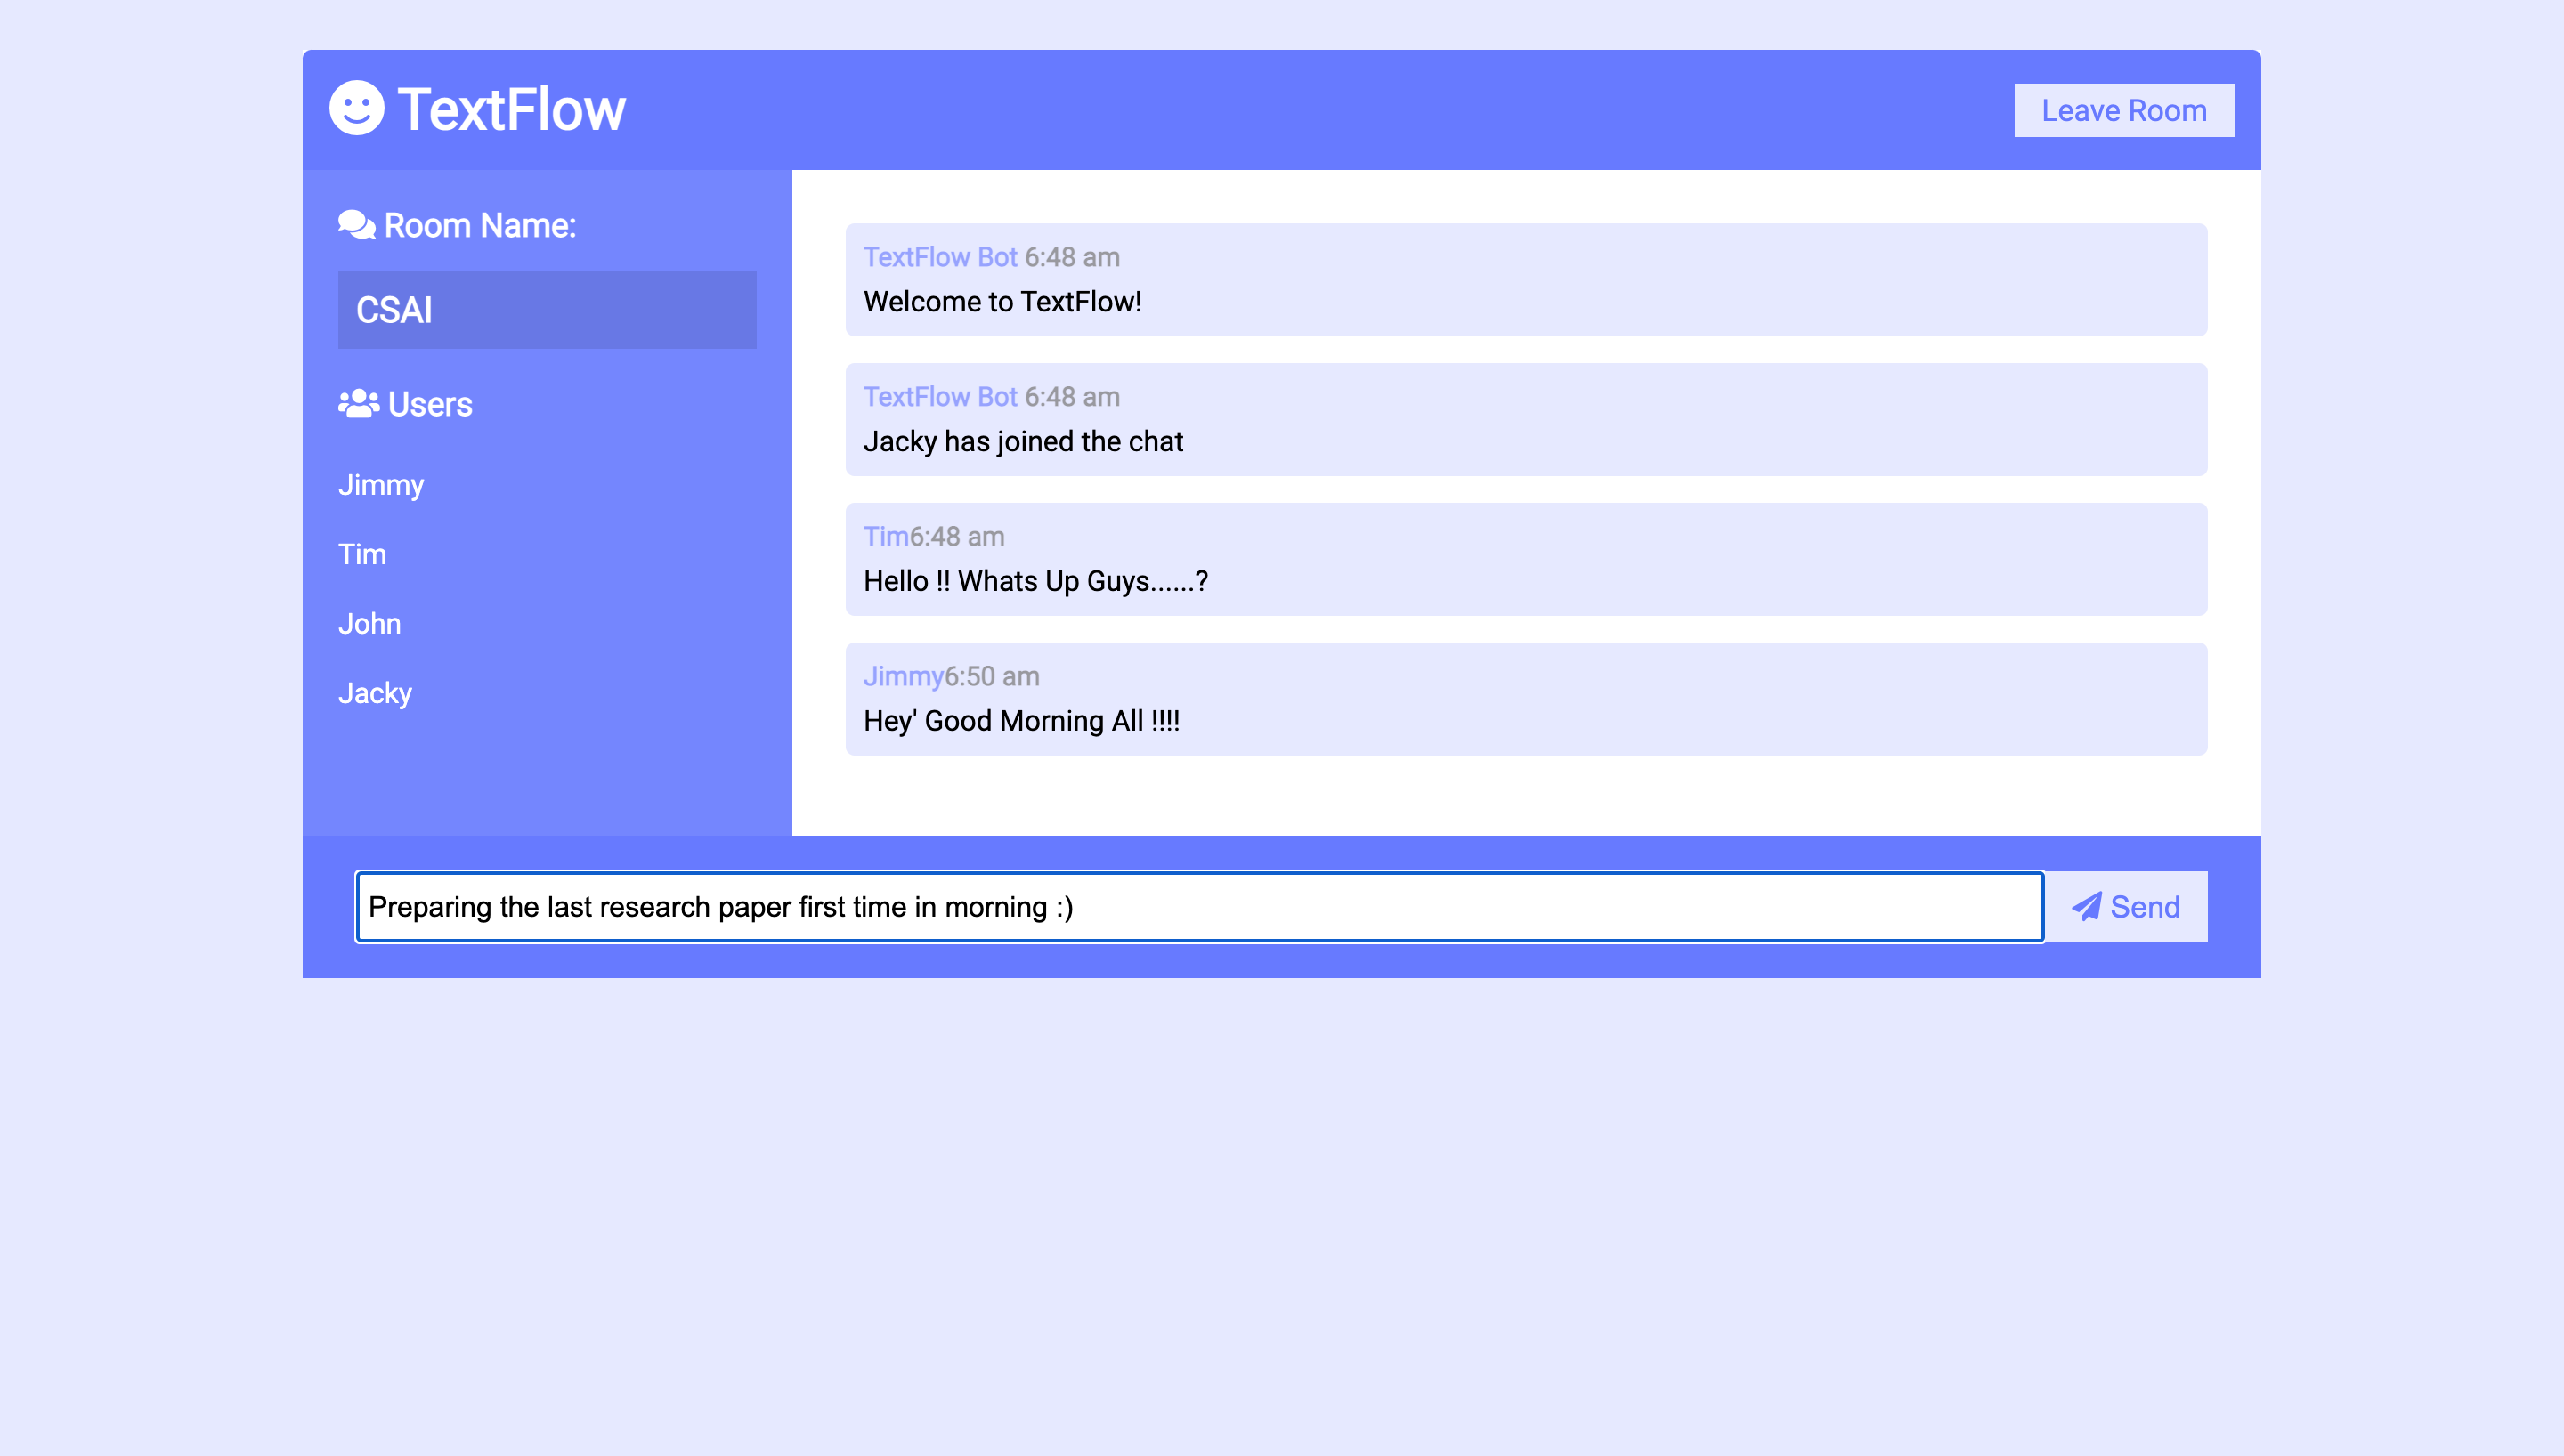 TextFlow
Leave Room
Room Name:
CSAI
Users
Jimmy
Tim
John
Jacky
TextFlow Bot 6:48 am
Welcome to TextFlow!
TextFlow Bot 6:48 am
Jacky has joined the chat
Tim6:48 am
Hello !! Whats Up Guys......?
Jimmy6:50 am
Hey' Good Morning All !!!!
Preparing the last research paper first time in morning :)
Send